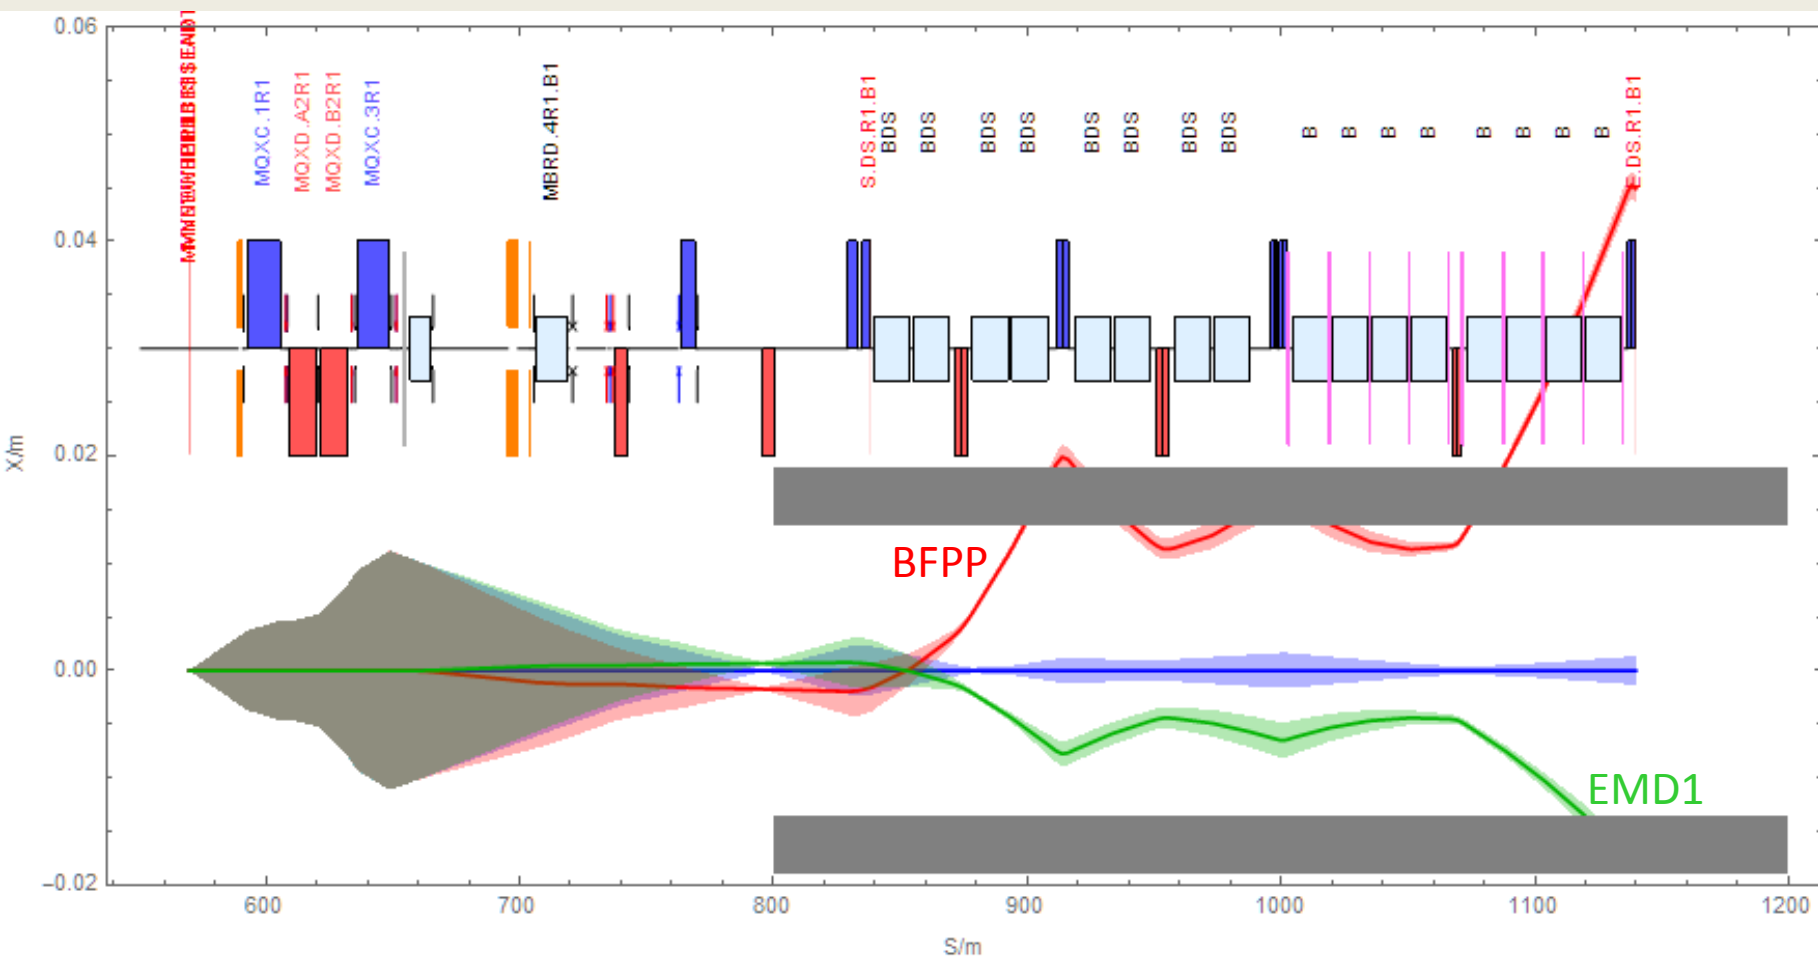 0.06
0.04
0.02
0.00
−0.02
X/m
MQXC.1R1
MQXD.A2R1
MQXD.B2R1
MQXC.3R1
MBRD.4R1.B1
S.DS.R1.B1
BDS
BDS
BDS
BDS
BDS
BDS
BDS
BDS
B
B
B
B
B
B
B
B
E.DS.R1.B1
BFPP
EMD1
600
700
800
900
1000
1100
1200
S/m